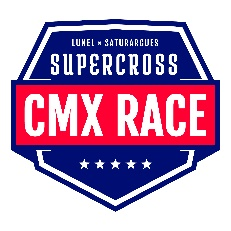 LUNEL × SATURARGUES
SUPERCROSS
CMX RACE